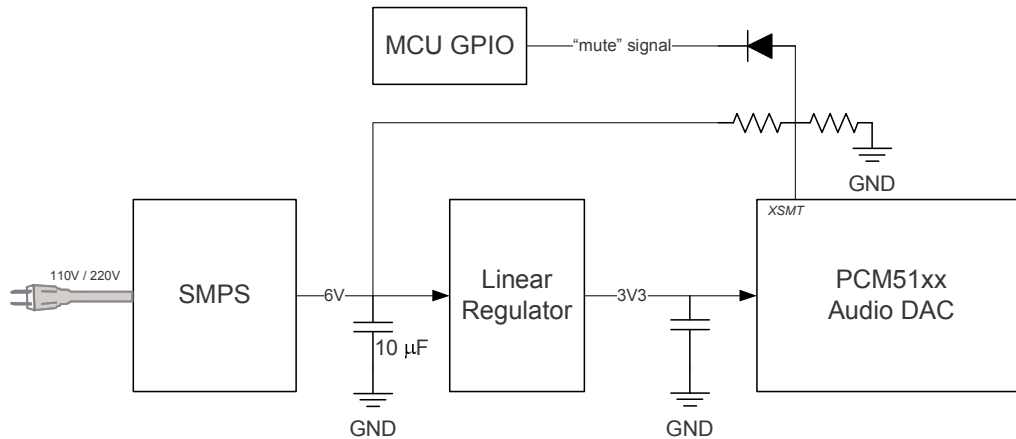 MCU GPIO
“mute” signal
GND
XSMT
110V / 220V
SMPS
6V
Linear
Regulator
3V3
PCM51xx
Audio DAC
10 μF
GND
GND